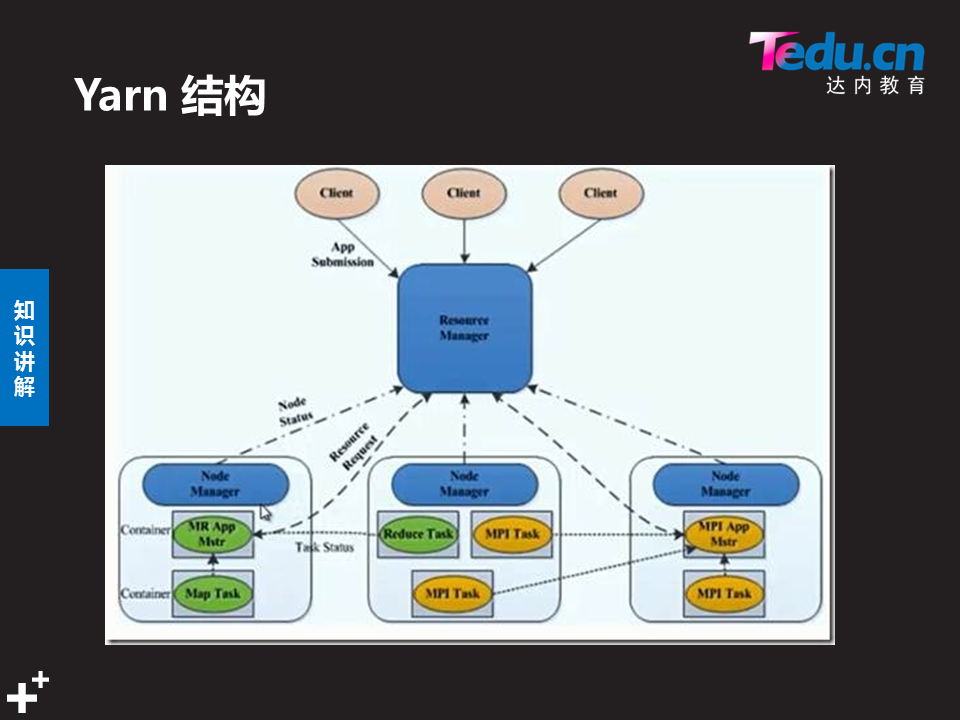 Tedu.cn
达内教育
Yarn 结构
知
识
讲
解
Client
Client
Client
App
Submission
Resource
Manager
Node
Status
Resource
Request
Node
Manager
Node
Manager
Node
Manager
Container
MR App
Mstr
Reduce Task
MPI Task
MPI App
Mstr
Task Status
Container
Map Task
MPI Task
MPI Task